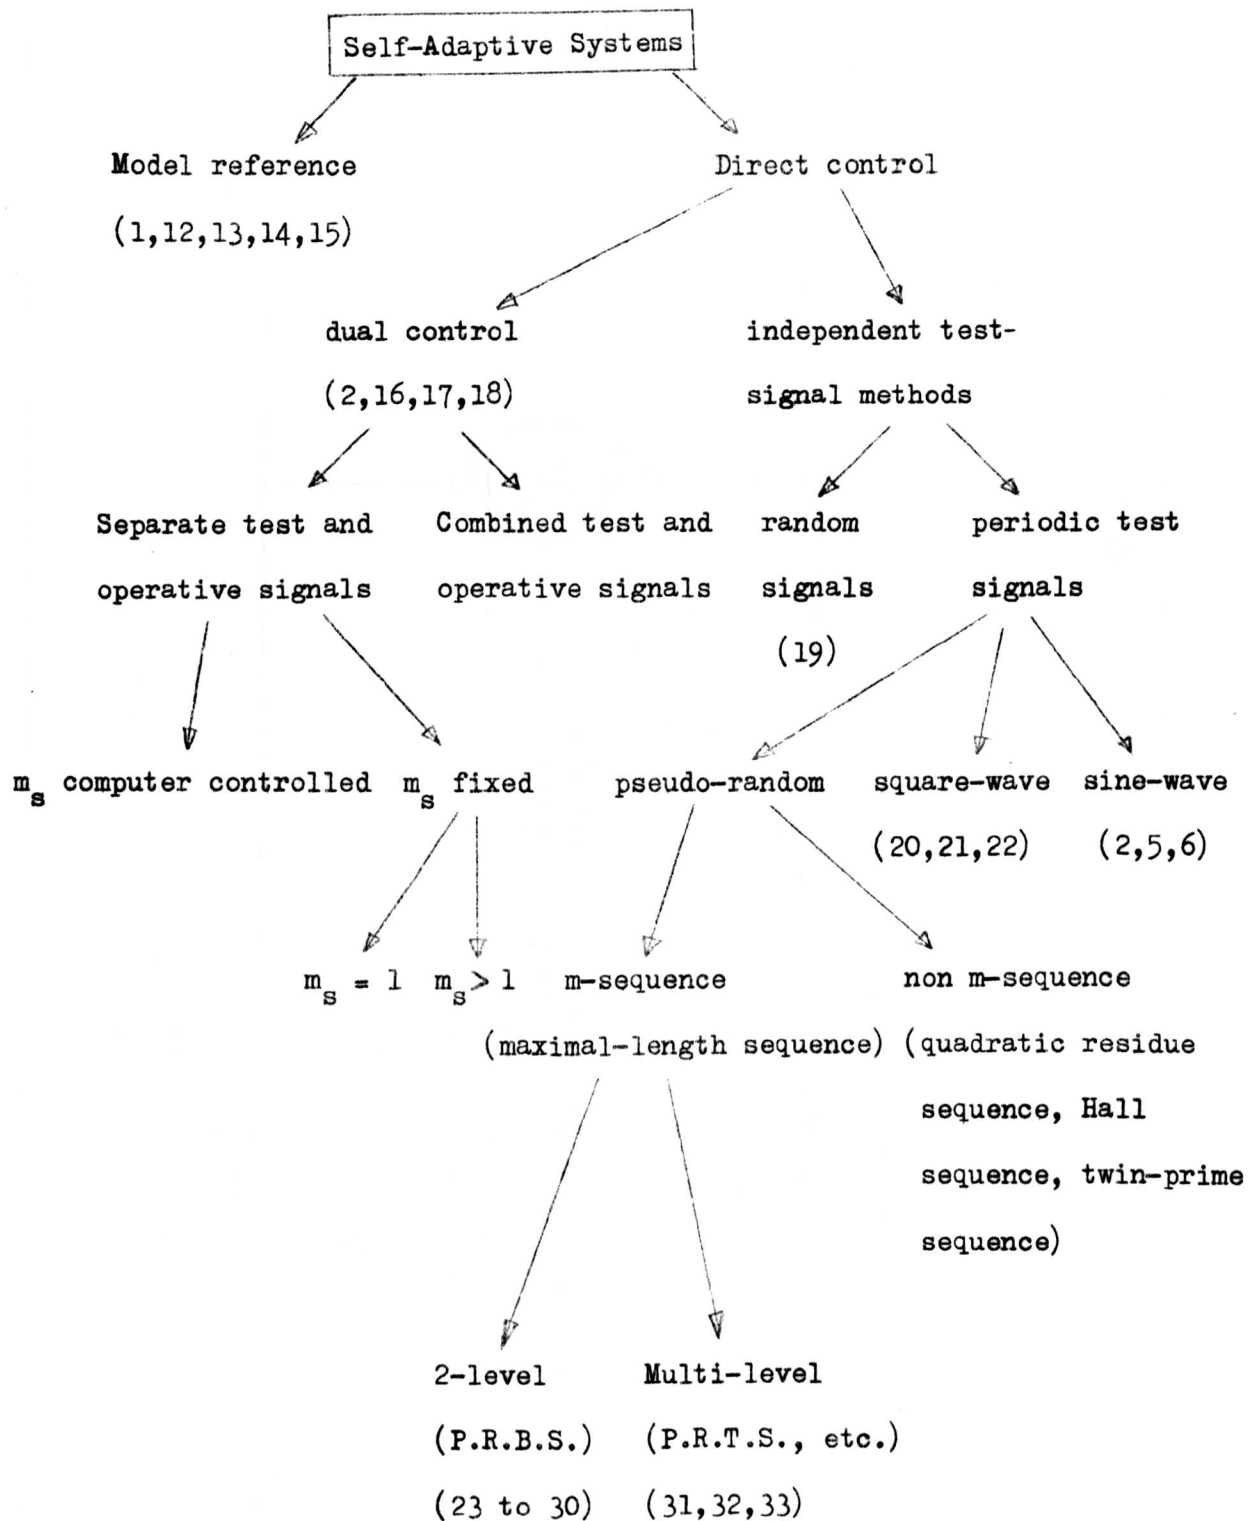 Self-Adaptive Systems
Model reference
(1,12,13,14,15)
Direct control
dual control
(2,16,17,18)
independent test-
signal methods
Separate test and
operative signals
Combined test and
operative signals
random
signals
(19)
periodic test
signals
m_s computer controlled
m_s fixed
pseudo-random
square-wave
(20,21,22)
sine-wave
(2,5,6)
m_s = 1
m_s > 1
m-sequence
(maximal-length sequence)
non m-sequence
(quadratic residue
sequence, Hall
sequence, twin-prime
sequence)
2-level
(P.R.B.S.)
(23 to 30)
Multi-level
(P.R.T.S., etc.)
(31,32,33)